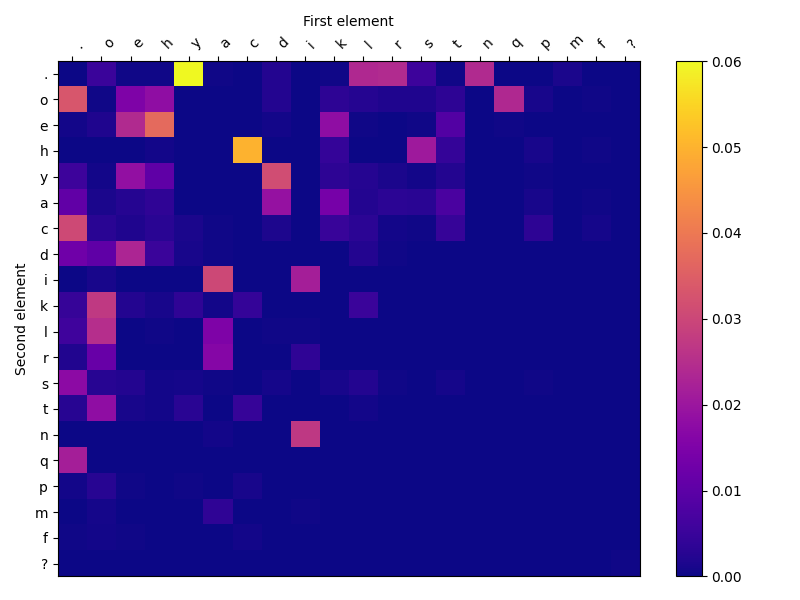 First element
. o e h y a c d i k l r s t n q p m f ?
Second element
.
o
e
h
y
a
c
d
i
k
l
r
s
t
n
q
p
m
f
?
0.06
0.05
0.04
0.03
0.02
0.01
0.00